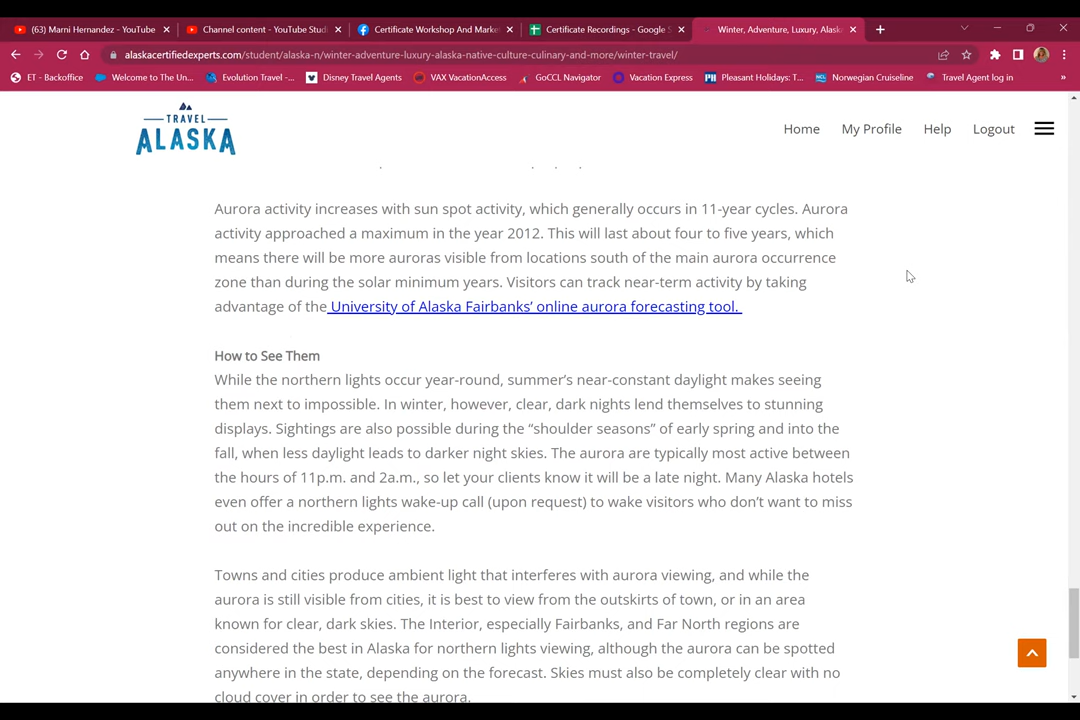 (63) Marni Hernandez - YouTube
Channel content - YouTube Studi
Certificate Workshop And Marke
Certificate Recordings - Google S
Winter, Adventure, Luxury, Alaska
alaskacertifiedexperts.com/student/alaska-n/winter-adventure-luxury-alaska-native-culture-culinary-and-more/winter-travel/
ET - Backoffice
Welcome to The Un...
Evolution Travel -...
Disney Travel Agents
VAX VacationAccess
GoCCL Navigator
Vacation Express
Pleasant Holidays: T...
Norwegian Cruiseline
Travel Agent log in
TRAVEL
ALASKA
Home
My Profile
Help
Logout
Aurora activity increases with sun spot activity, which generally occurs in 11-year cycles. Aurora
activity approached a maximum in the year 2012. This will last about four to five years, which
means there will be more auroras visible from locations south of the main aurora occurrence
zone than during the solar minimum years. Visitors can track near-term activity by taking
advantage of the University of Alaska Fairbanks’ online aurora forecasting tool.
How to See Them
While the northern lights occur year-round, summer’s near-constant daylight makes seeing
them next to impossible. In winter, however, clear, dark nights lend themselves to stunning
displays. Sightings are also possible during the “shoulder seasons” of early spring and into the
fall, when less daylight leads to darker night skies. The aurora are typically most active between
the hours of 11p.m. and 2a.m., so let your clients know it will be a late night. Many Alaska hotels
even offer a northern lights wake-up call (upon request) to wake visitors who don’t want to miss
out on the incredible experience.
Towns and cities produce ambient light that interferes with aurora viewing, and while the
aurora is still visible from cities, it is best to view from the outskirts of town, or in an area
known for clear, dark skies. The Interior, especially Fairbanks, and Far North regions are
considered the best in Alaska for northern lights viewing, although the aurora can be spotted
anywhere in the state, depending on the forecast. Skies must also be completely clear with no
cloud cover in order to see the aurora.